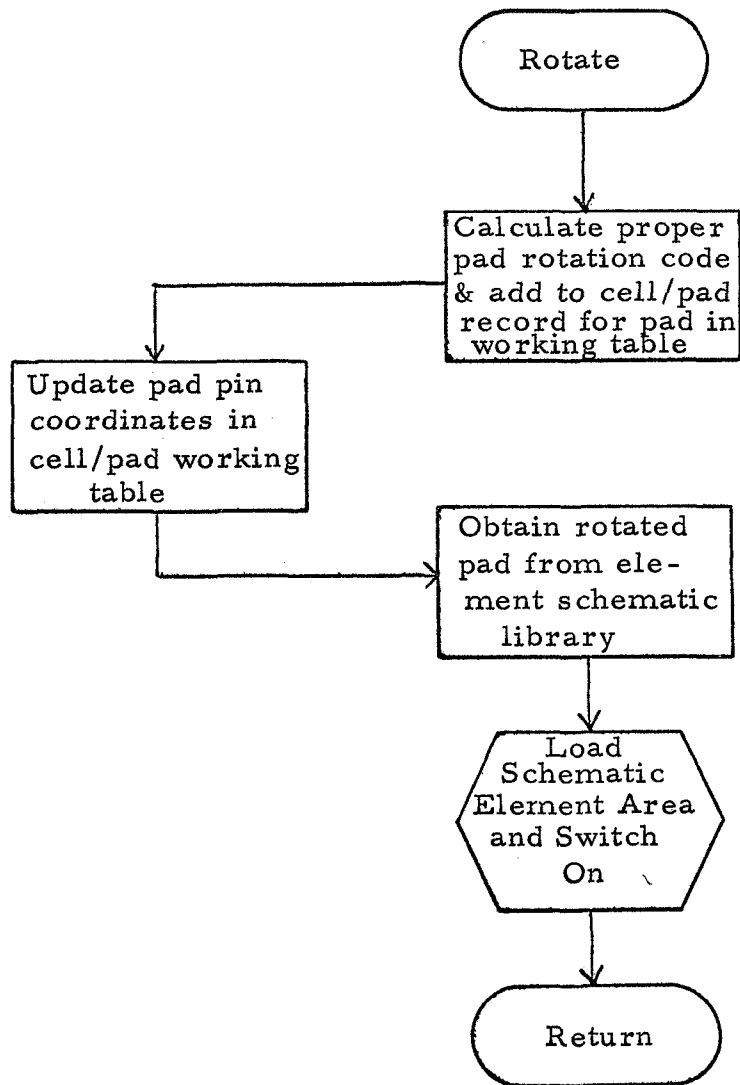 Rotate
Calculate proper
pad rotation code
& add to cell/pad
record for pad in
working table
Update pad pin
coordinates in
cell/pad working
table
Obtain rotated
pad from ele-
ment schematic
library
Load
Schematic
Element Area
and Switch
On
Return